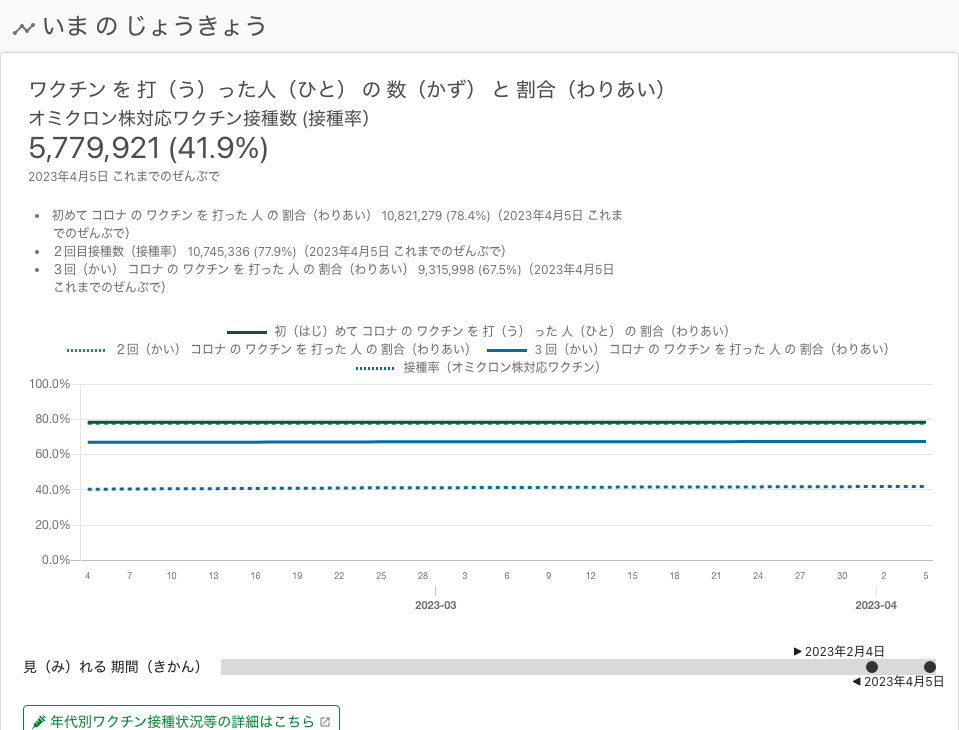 いま の じょうきょう
ワクチン を 打（う）った人（ひと） の 数（かず） と 割合（わりあい）
オミクロン株対応ワクチン接種数 (接種率)
5,779,921 (41.9%)
2023年4月5日 これまでのぜんぶで
• 初めて コロナ の ワクチン を 打った 人 の 割合（わりあい） 10,821,279 (78.4%)（2023年4月5日 これま
でのぜんぶで）
• ２回目接種数（接種率） 10,745,336 (77.9%)（2023年4月5日 これまでのぜんぶで）
• ３回（かい） コロナ の ワクチン を 打った 人 の 割合（わりあい） 9,315,998 (67.5%)（2023年4月5日
これまでのぜんぶで）
初（はじ）めて コロナ の ワクチン を 打（う） った 人（ひと） の 割合（わりあい）
２回（かい） コロナ の ワクチン を 打った 人 の 割合（わりあい） ３回（かい） コロナ の ワクチン を 打った 人 の 割合（わりあい）
接種率（オミクロン株対応ワクチン）
100.0%
80.0%
60.0%
40.0%
20.0%
0.0%
4 7 10 13 16 19 22 25 28 3 6 9 12 15 18 21 24 27 30 2 5
2023-03 2023-04
▶ 2023年2月4日
見（み）れる 期間（きかん）
◀ 2023年4月5日
年代別ワクチン接種状況等の詳細はこちら